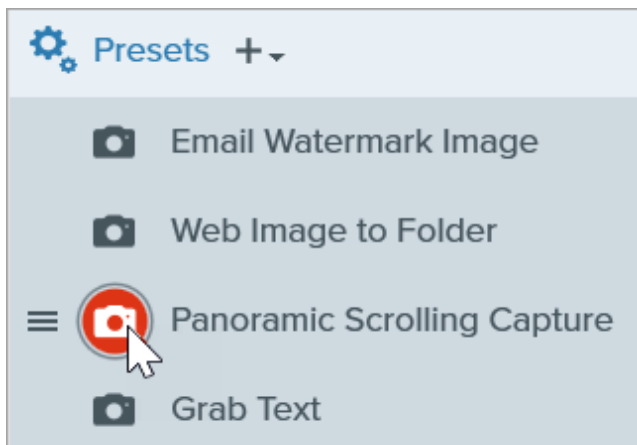 Presets
Email Watermark Image
Web Image to Folder
Panoramic Scrolling Capture
Grab Text